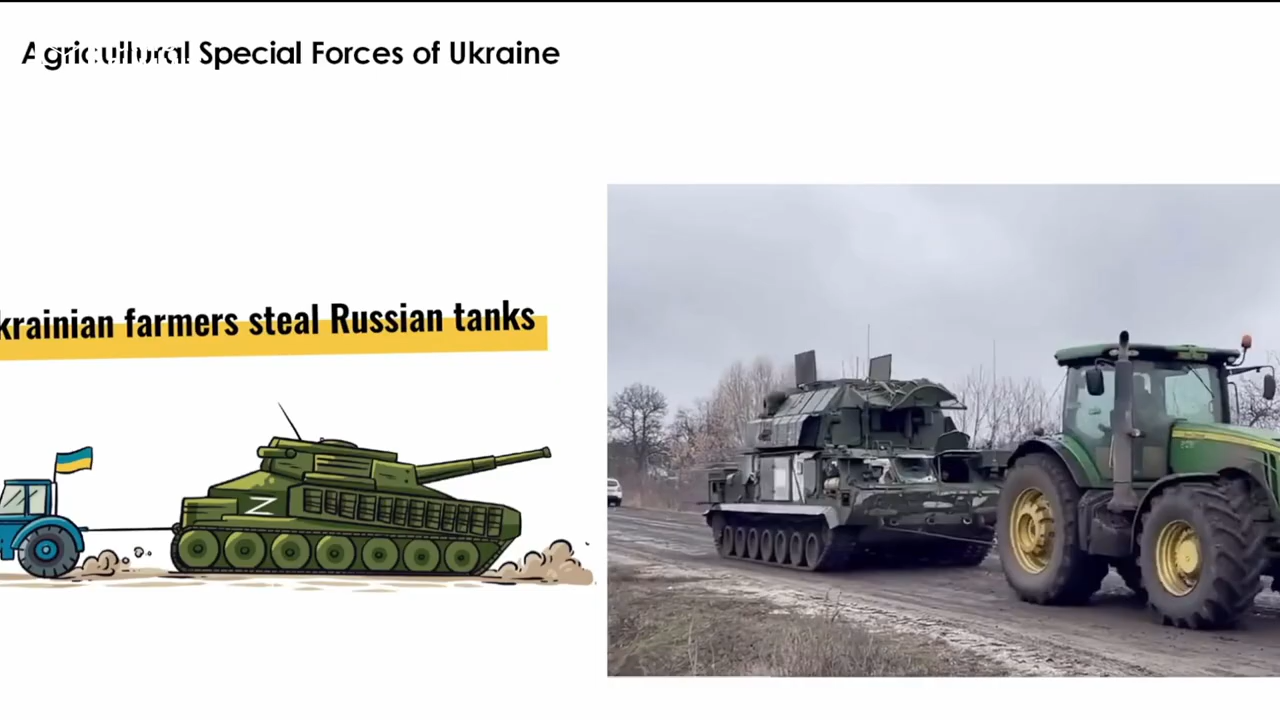 Agricultural Special Forces of Ukraine
krainian farmers steal Russian tanks
Z